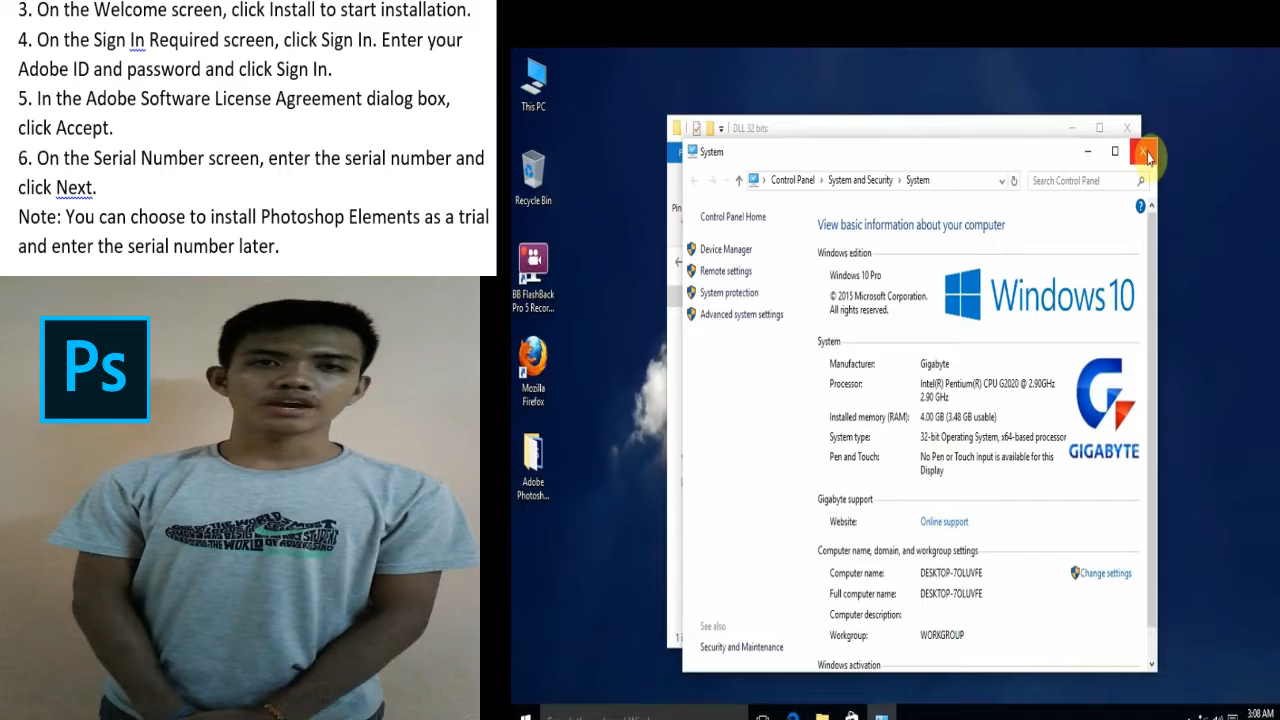 3. On the Welcome screen, click Install to start installation.
4. On the Sign In Required screen, click Sign In. Enter your
Adobe ID and password and click Sign In.
5. In the Adobe Software License Agreement dialog box,
click Accept.
6. On the Serial Number screen, enter the serial number and
click Next.
Note: You can choose to install Photoshop Elements as a trial
and enter the serial number later.
Ps
This PC
Recycle Bin
BB FlashBack
Pro 5 Recor...
Mozilla
Firefox
Adobe
Photosh...
DLL 32 bits
System
Control Panel > System and Security > System
Search Control Panel
Control Panel Home
Device Manager
Remote settings
System protection
Advanced system settings
See also
Security and Maintenance
View basic information about your computer
Windows edition
Windows 10 Pro
© 2015 Microsoft Corporation.
All rights reserved.
Windows 10
System
Manufacturer: Gigabyte
Processor: Intel(R) Pentium(R) CPU G2020 @ 2.90GHz
2.90 GHz
Installed memory (RAM): 4.00 GB (3.48 GB usable)
System type: 32-bit Operating System, x64-based processor
Pen and Touch: No Pen or Touch Input is available for this
Display
GIGABYTE
Gigabyte support
Website: Online support
Computer name, domain, and workgroup settings
Computer name: DESKTOP-7OLUVFE
Change settings
Full computer name: DESKTOP-7OLUVFE
Computer description:
Workgroup: WORKGROUP
Windows activation
3:08 AM